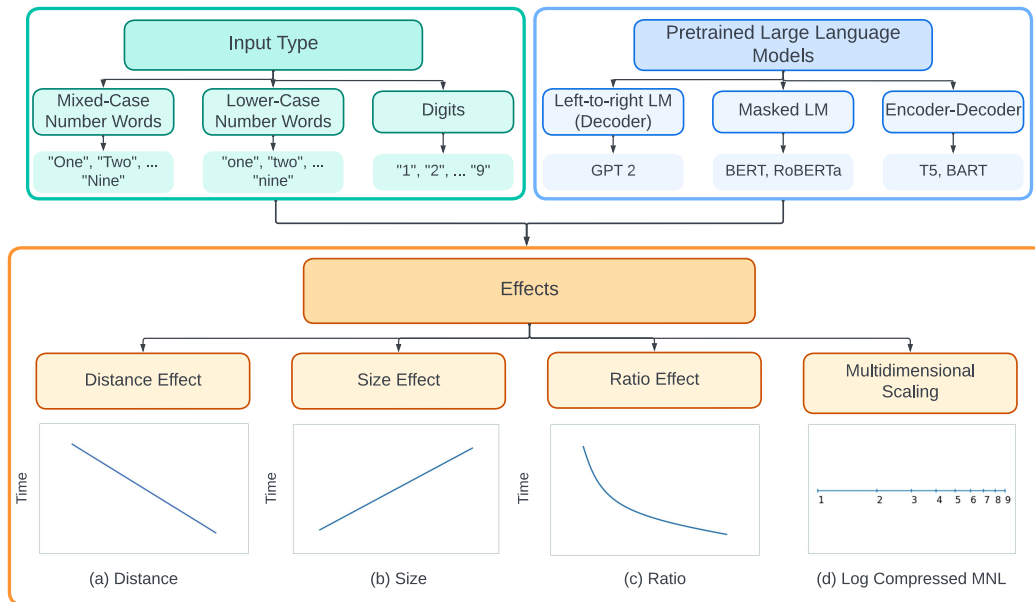 Input Type
Mixed-Case
Number Words
Lower-Case
Number Words
Digits
"One", "Two", ...
"Nine"
"one", "two", ...
"nine"
"1", "2", ... "9"
Pretrained Large Language
Models
Left-to-right LM
(Decoder)
Masked LM
Encoder-Decoder
GPT 2
BERT, RoBERTa
T5, BART
Effects
Distance Effect
Size Effect
Ratio Effect
Multidimensional
Scaling
Time
Time
Time
1 2 3 4 5 6 7 8 9
(a) Distance
(b) Size
(c) Ratio
(d) Log Compressed MNL